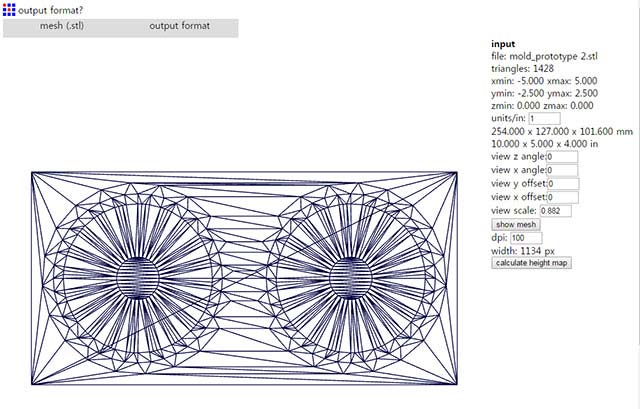 output format?
mesh (.stl)
output format
input
file: mold_prototype 2.stl
triangles: 1428
xmin: -5.000 xmax: 5.000
ymin: -2.500 ymax: 2.500
zmin: 0.000 zmax: 0.000
units/in: 1
254.000 x 127.000 x 101.600 mm
10.000 x 5.000 x 4.000 in
view z angle: 0
view x angle: 0
view y offset: 0
view x offset: 0
view scale: 0.882
show mesh
dpi: 100
width: 1134 px
calculate height map